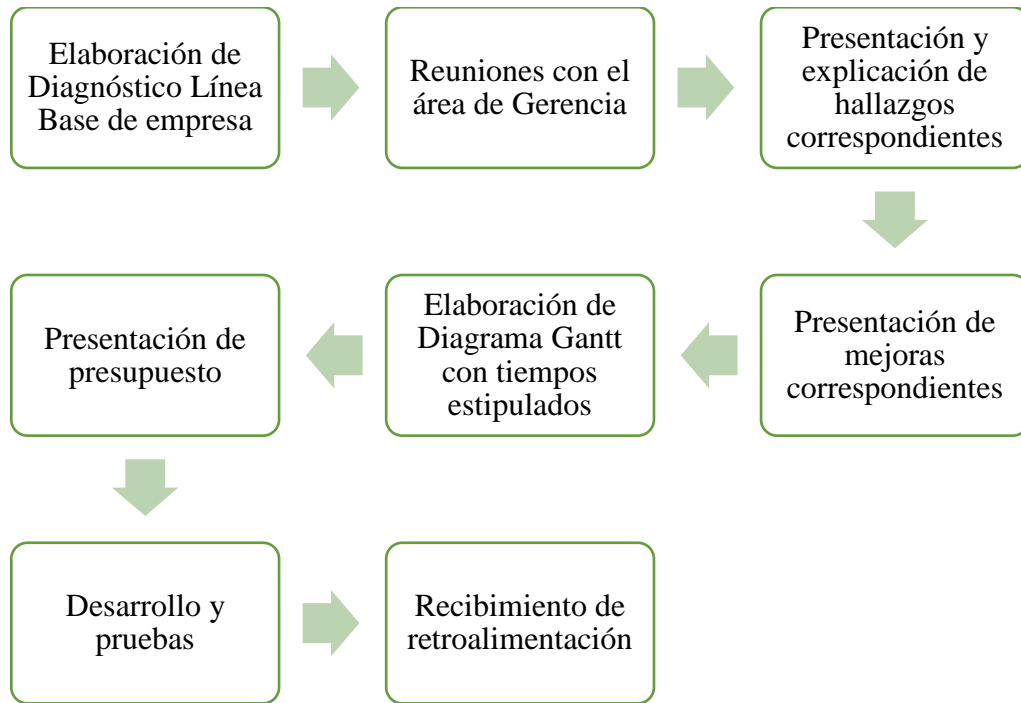 Elaboración de
Diagnóstico Línea
Base de empresa
Reuniones con el
área de Gerencia
Presentación y
explicación de
hallazgos
correspondientes
Presentación de
mejoras
correspondientes
Elaboración de
Diagrama Gantt
con tiempos
estipulados
Presentación de
presupuesto
Desarrollo y
pruebas
Recibimiento de
retroalimentación